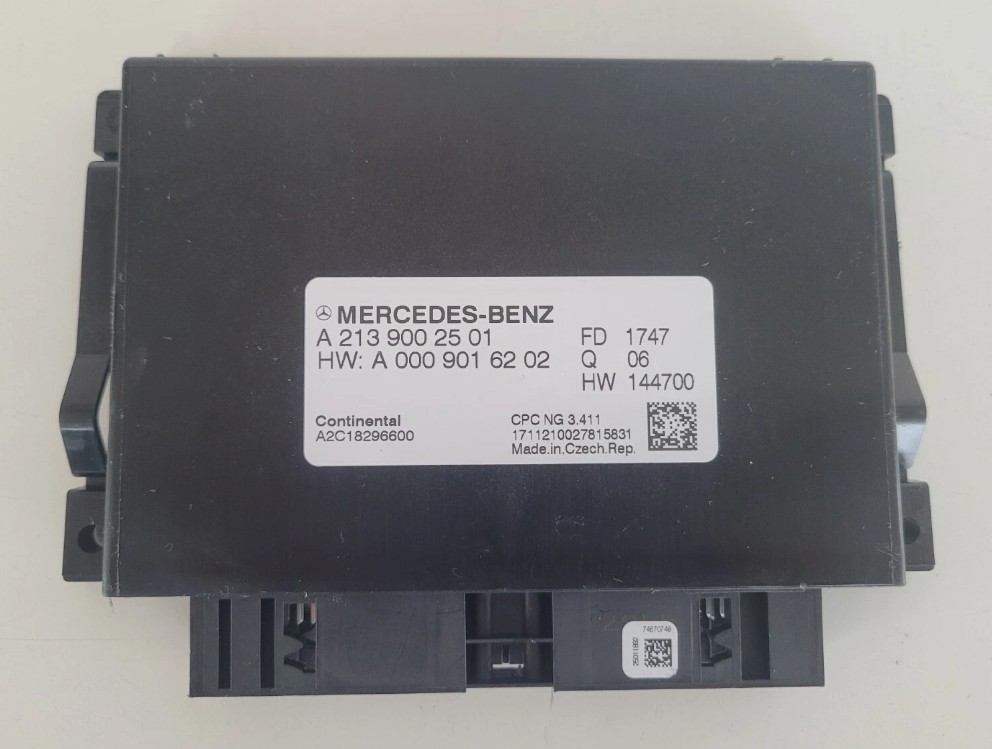 MERCEDES-BENZ
A 213 900 25 01
HW: A 000 901 62 02
FD 1747
Q 06
HW 144700
Continental
A2C18296600
CPC NG 3.411
1711210027815831
Made.in.Czech.Rep.
74670746